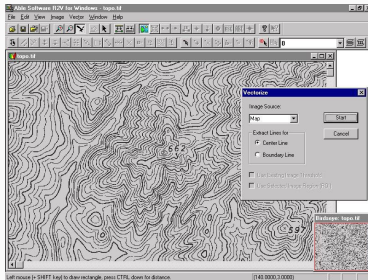 Able Software R2V for Windows - topo.tif
File Edit View Image Vector Window Help
topo.tif
Vectorize
Image Source:
Map
Start
Cancel
Extract Lines for
Center Line
Boundary Line
662
597
Birdseye: topo.tif
Left mouse [+ SHIFT key] to draw rectangle, press CTRL down for distance.
(140.0000,3.0000)